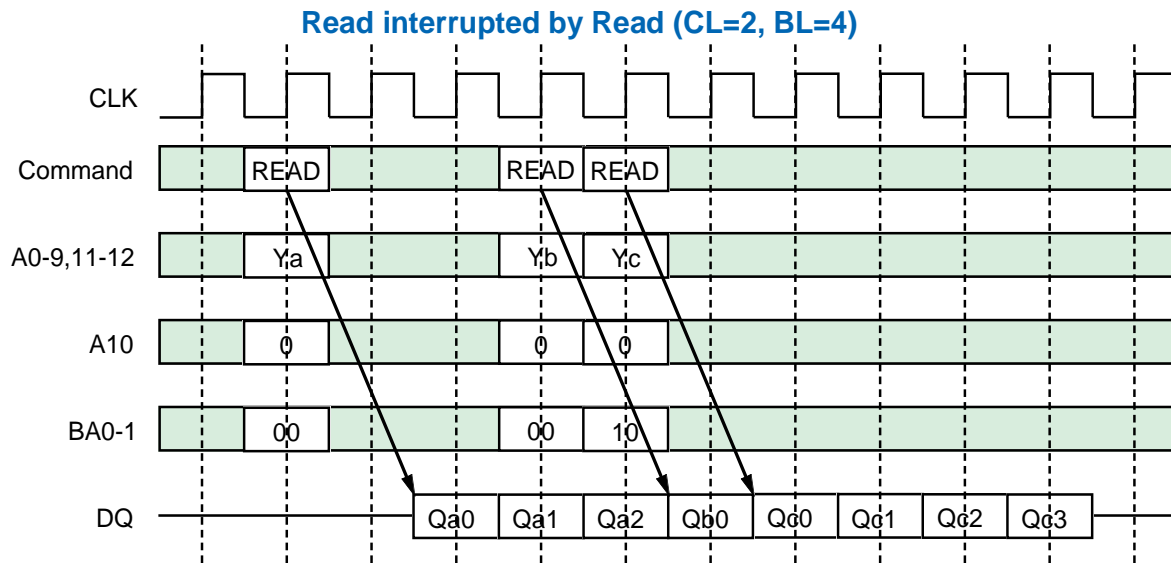 Read interrupted by Read (CL=2, BL=4)
CLK
Command READ READ READ
A0-9,11-12 Ya Yb Yc
A10 0 0 0
BA0-1 00 00 10
DQ Qa0 Qa1 Qa2 Qb0 Qc0 Qc1 Qc2 Qc3